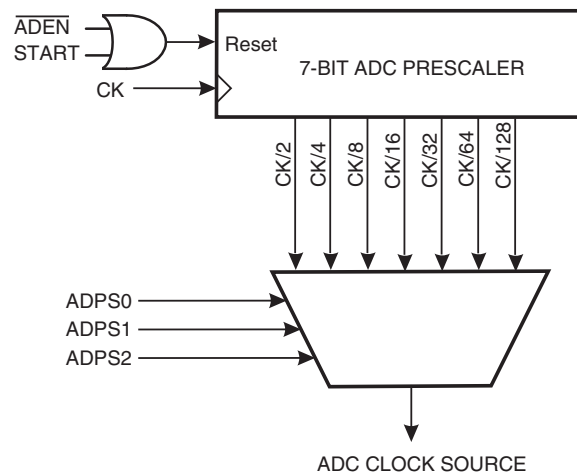 ADEN
START
Reset
7-BIT ADC PRESCALER
CK
CK/2
CK/4
CK/8
CK/16
CK/32
CK/64
CK/128
ADPS0
ADPS1
ADPS2
ADC CLOCK SOURCE